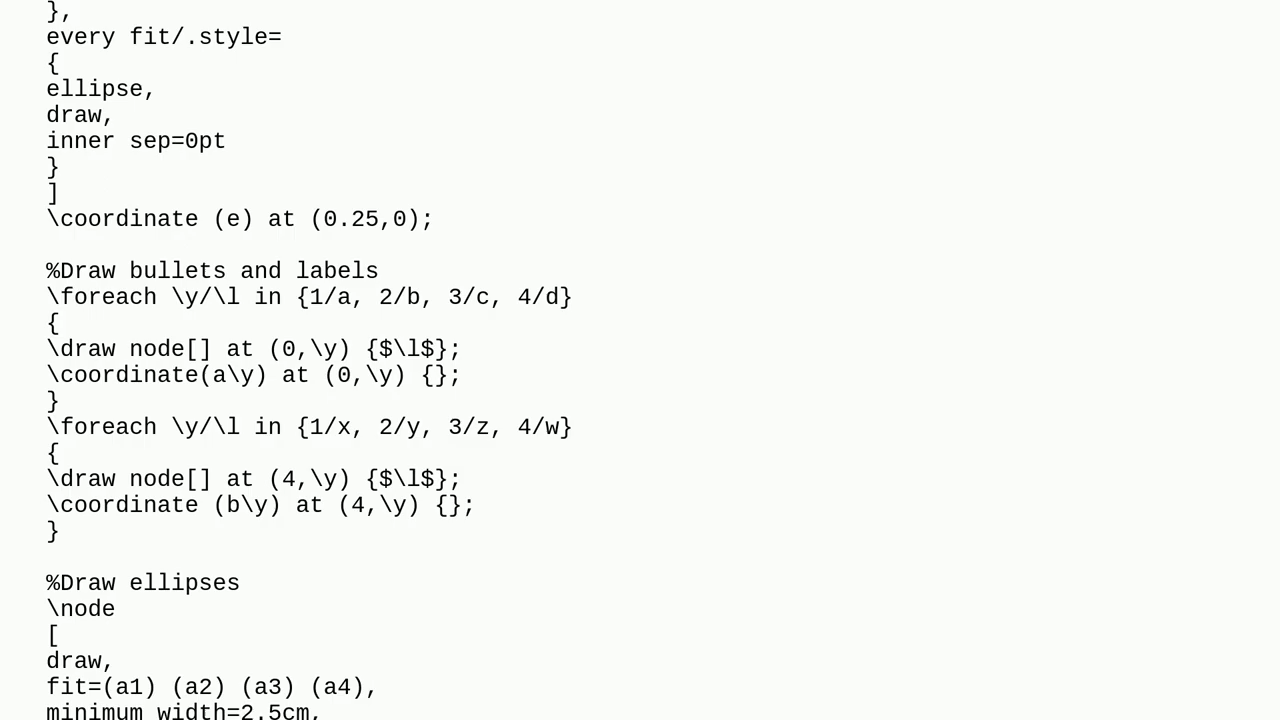 },
every fit/.style=
{
ellipse,
draw,
inner sep=0pt
}
]
\coordinate (e) at (0.25,0);
%Draw bullets and labels
\foreach \y/\l in {1/a, 2/b, 3/c, 4/d}
{
\draw node[] at (0,\y) {$\l$};
\coordinate(a\y) at (0,\y) {};
}
\foreach \y/\l in {1/x, 2/y, 3/z, 4/w}
{
\draw node[] at (4,\y) {$\l$};
\coordinate (b\y) at (4,\y) {};
}
%Draw ellipses
\node
[
draw,
fit=(a1) (a2) (a3) (a4),
minimum width=2.5cm,